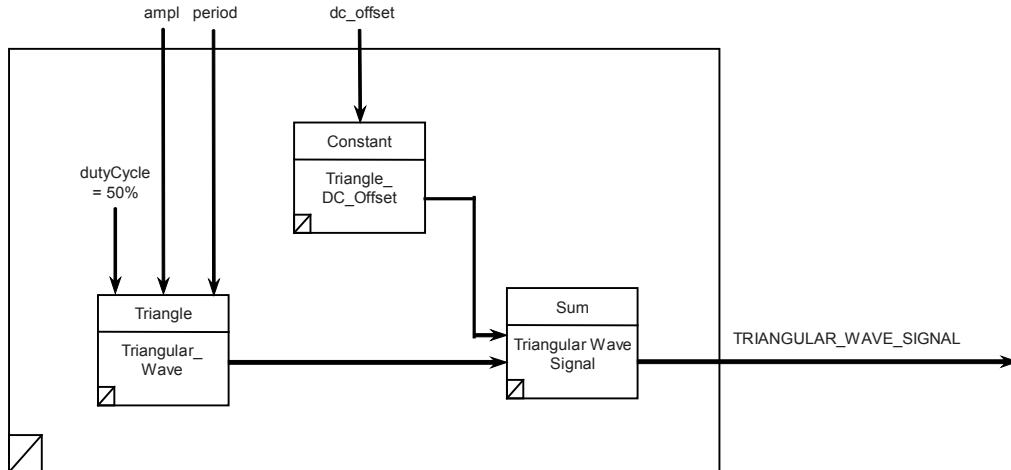 ampl period dc_offset
Constant
Triangle_
DC_Offset
dutyCycle
= 50%
Triangle
Triangular_
Wave
Sum
Triangular Wave
Signal
TRIANGULAR_WAVE_SIGNAL